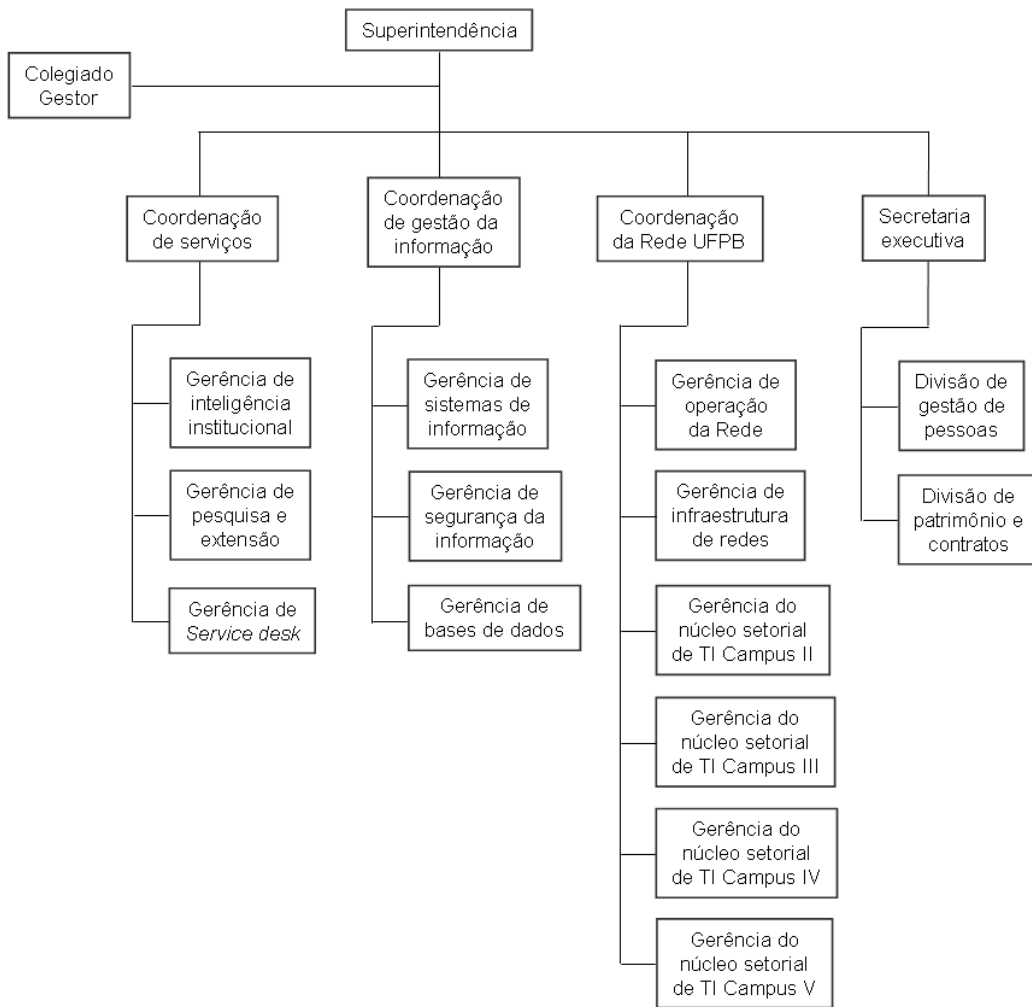 Superintendência
Colegiado
Gestor
Coordenação
de serviços
Coordenação
de gestão da
informação
Coordenação
da Rede UFPB
Secretaria
executiva
Gerência de
inteligência
institucional
Gerência de
pesquisa e
extensão
Gerência de
Service desk
Gerência de
sistemas de
informação
Gerência de
segurança da
informação
Gerência de
bases de dados
Gerência de
operação
da Rede
Gerência de
infraestrutura
de redes
Gerência do
núcleo setorial
de TI Campus II
Gerência do
núcleo setorial
de TI Campus III
Gerência do
núcleo setorial
de TI Campus IV
Gerência do
núcleo setorial
de TI Campus V
Divisão de
gestão de
pessoas
Divisão de
patrimônio e
contratos